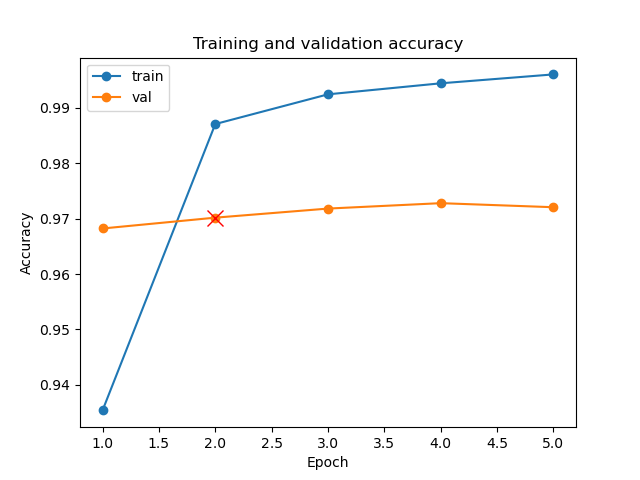 Training and validation accuracy
train
val
0.99
0.98
0.97
0.96
0.95
0.94
Accuracy
1.0 1.5 2.0 2.5 3.0 3.5 4.0 4.5 5.0
Epoch